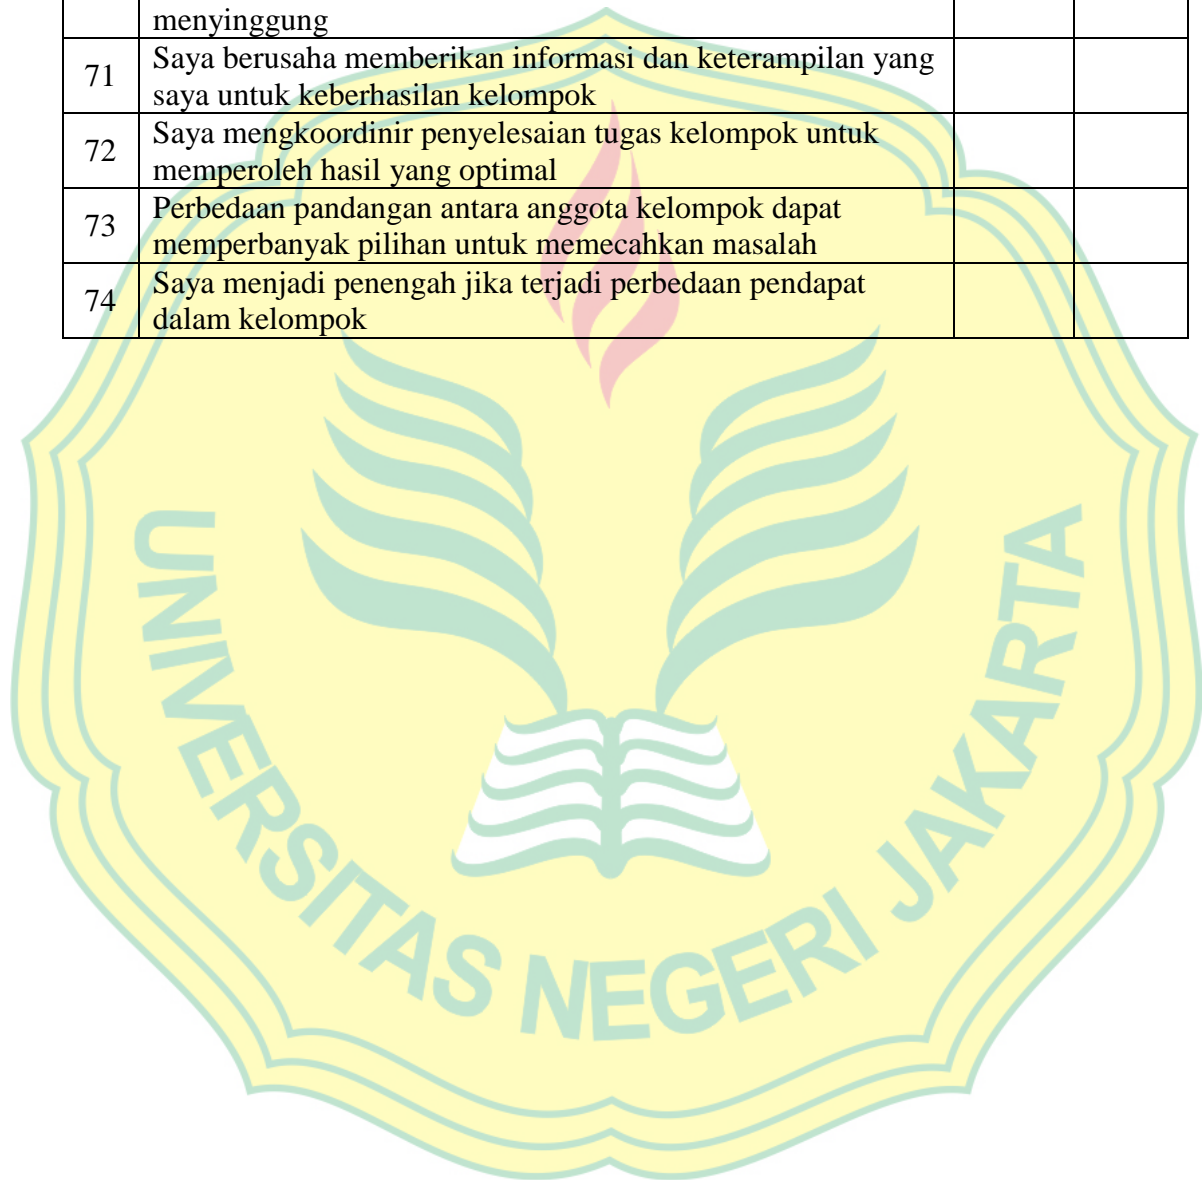 menyinggung
71 Saya berusaha memberikan informasi dan keterampilan yang
saya untuk keberhasilan kelompok
72 Saya mengkoordinir penyelesaian tugas kelompok untuk
memperoleh hasil yang optimal
73 Perbedaan pandangan antara anggota kelompok dapat
memperbanyak pilihan untuk memecahkan masalah
74 Saya menjadi penengah jika terjadi perbedaan pendapat
dalam kelompok
UNIVERSITAS NEGERI JAKARTA